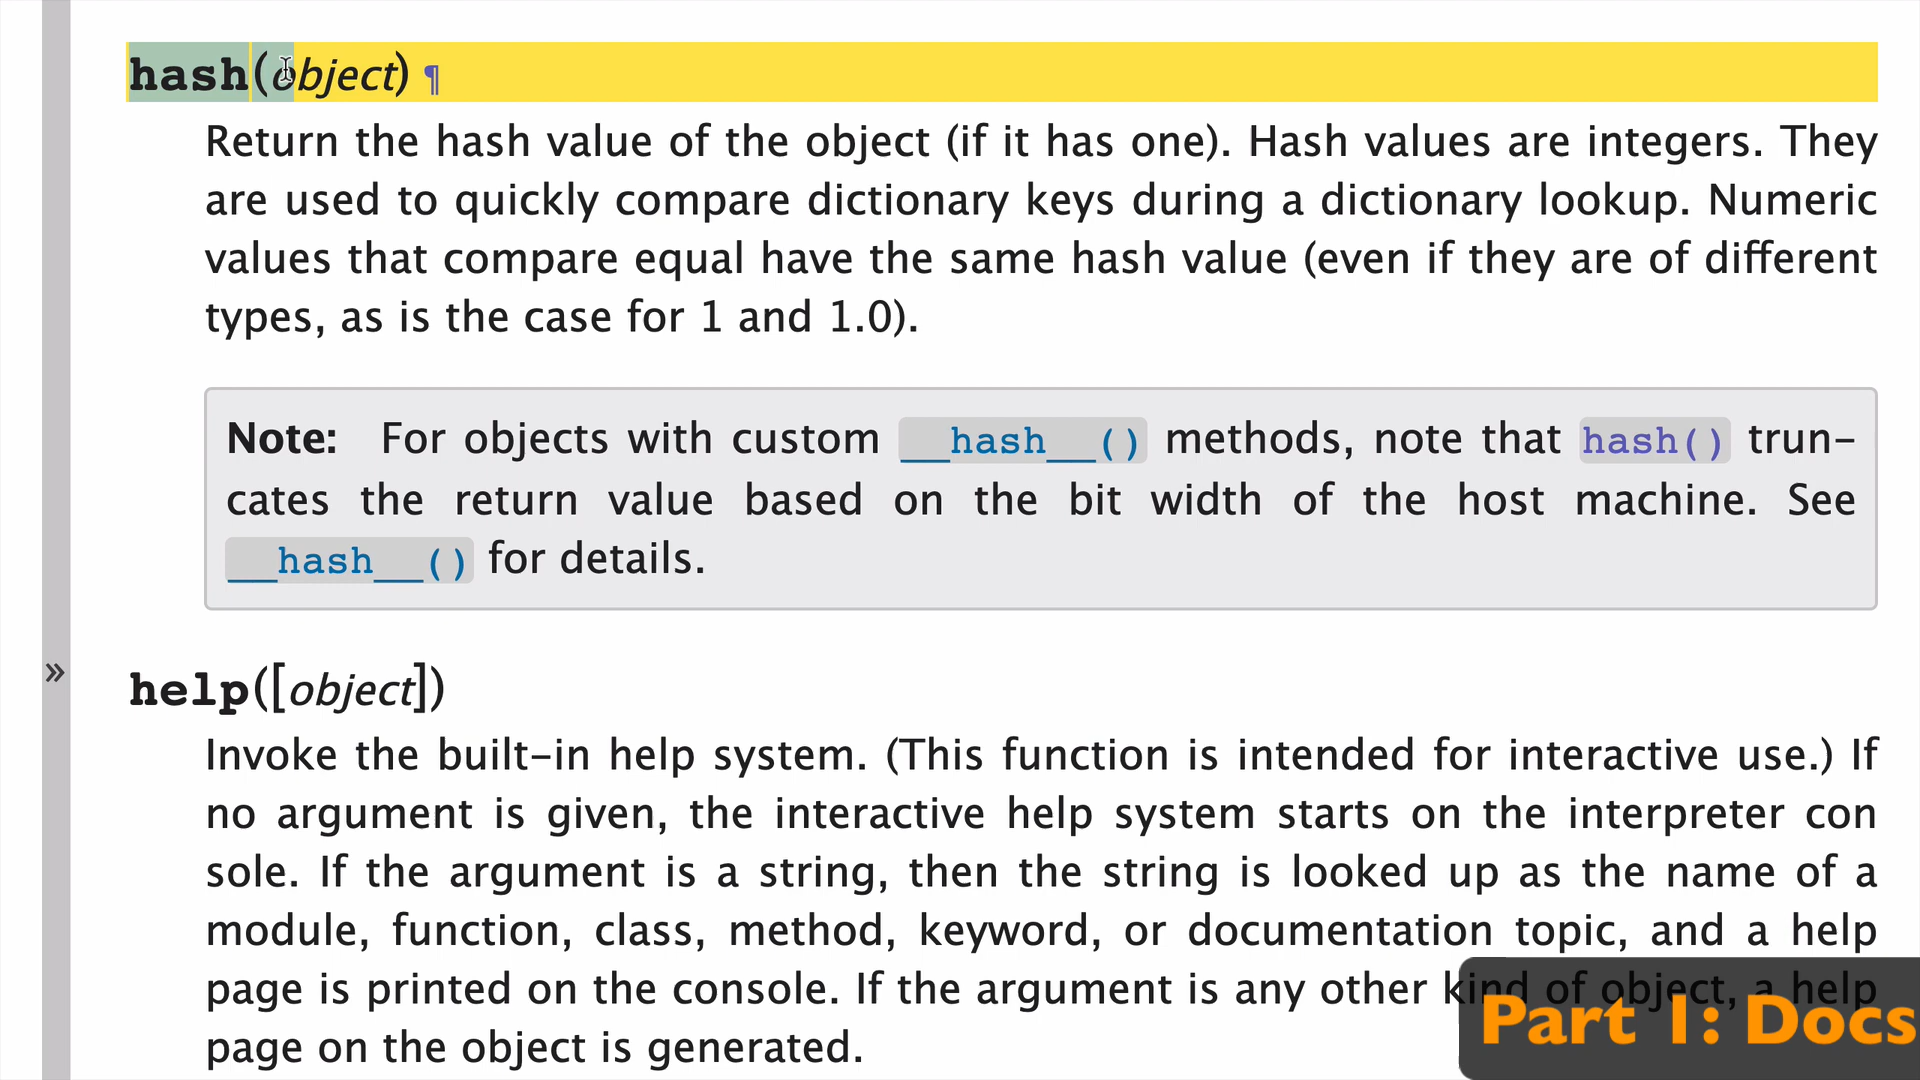 hash(object) ¶
Return the hash value of the object (if it has one). Hash values are integers. They
are used to quickly compare dictionary keys during a dictionary lookup. Numeric
values that compare equal have the same hash value (even if they are of different
types, as is the case for 1 and 1.0).
Note: For objects with custom __hash__() methods, note that hash() trun-
cates the return value based on the bit width of the host machine. See
__hash__() for details.
»
help([object])
Invoke the built-in help system. (This function is intended for interactive use.) If
no argument is given, the interactive help system starts on the interpreter con
sole. If the argument is a string, then the string is looked up as the name of a
module, function, class, method, keyword, or documentation topic, and a help
page is printed on the console. If the argument is any other kind of object, a help
page on the object is generated.
Part 1: Docs